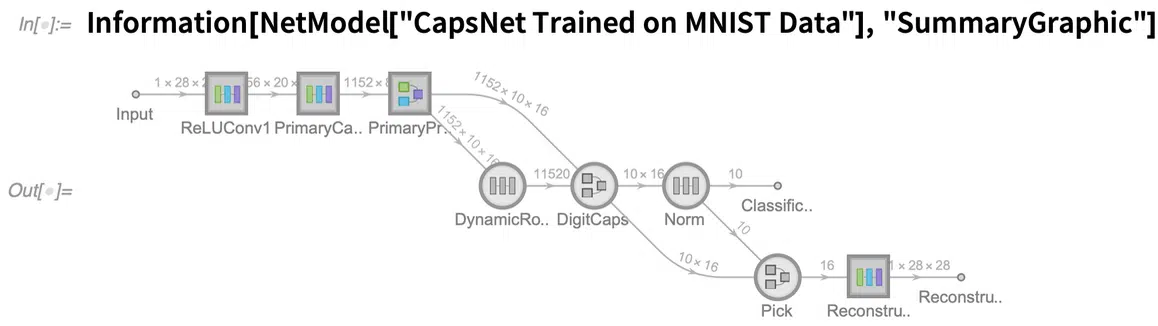 In[●]:= Information[NetModel["CapsNet Trained on MNIST Data"], "SummaryGraphic"]
1 × 28 × 2 56 × 20 × 1152 × 8 1152 × 10 × 16
Input ReLUConv1 PrimaryCa.. PrimaryPr..
1152 × 10 × 16
Out[●]= 11520 10 × 16 10
DynamicRo.. DigitCaps Norm Classific..
10 × 16 10
16 1 × 28 × 28
Pick Reconstru.. Reconstru..